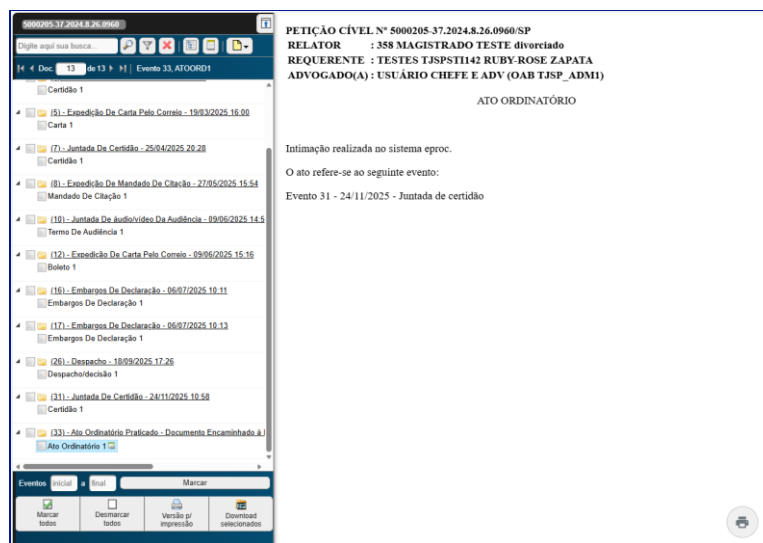 5000205-37.2024.8.26.0960
Digite aqui sua busca...
Doc. 13 de 13 Evento 33, ATOORD1
Certidão 1
(5) - Expedição De Carta Pelo Correio - 19/03/2025 16:00
Carta 1
(7) - Juntada De Certidão - 25/04/2025 20:28
Certidão 1
(8) - Expedição De Mandado De Citação - 27/05/2025 15:54
Mandado De Citação 1
(10) - Juntada De áudio/vídeo Da Audiência - 09/06/2025 14:5
Termo De Audiência 1
(12) - Expedição De Carta Pelo Correio - 09/06/2025 15:16
Boleto 1
(16) - Embargos De Declaração - 06/07/2025 10:11
Embargos De Declaração 1
(17) - Embargos De Declaração - 06/07/2025 10:13
Embargos De Declaração 1
(26) - Despacho - 18/09/2025 17:26
Despacho/decisão 1
(31) - Juntada De Certidão - 24/11/2025 10:58
Certidão 1
(33) - Ato Ordinatório Praticado - Documento Encaminhado à
Ato Ordinatório 1
Eventos inicial a final Marcar
Marcar todos
Desmarcar todos
Versão p/ impressão
Download selecionados
PETIÇÃO CÍVEL Nº 5000205-37.2024.8.26.0960/SP
RELATOR : 358 MAGISTRADO TESTE divorciado
REQUERENTE : TESTES TJSPSTI142 RUBY-ROSE ZAPATA
ADVOGADO(A) : USUÁRIO CHEFE E ADV (OAB TJSP_ADM1)
ATO ORDINATÓRIO
Intimação realizada no sistema eproc.
O ato refere-se ao seguinte evento:
Evento 31 - 24/11/2025 - Juntada de certidão